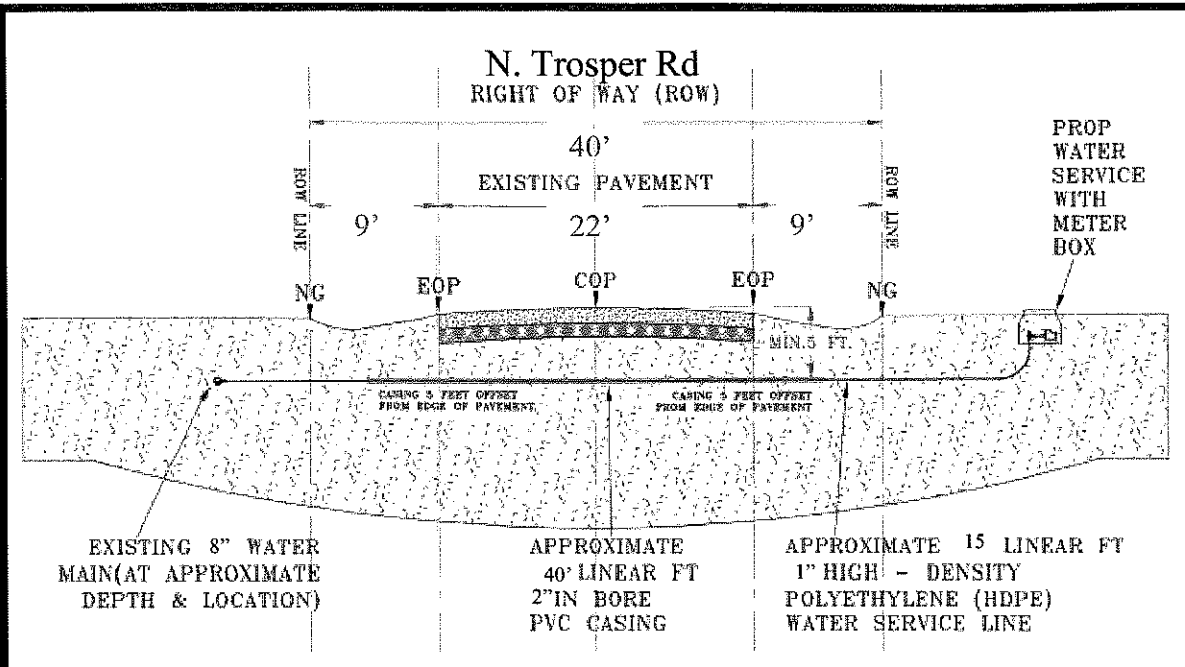 N. Trosper Rd
RIGHT OF WAY (ROW)
40'
EXISTING PAVEMENT
ROW LINE
9'
22'
9'
ROW LINE
PROP
WATER
SERVICE
WITH
METER
BOX
NG
EOP
COP
EOP
NG
MIN.5 FT.
CASING 5 FEET OFFSET
FROM EDGE OF PAVEMENT
CASING 5 FEET OFFSET
FROM EDGE OF PAVEMENT
EXISTING 8" WATER
MAIN(AT APPROXIMATE
DEPTH & LOCATION)
APPROXIMATE
40' LINEAR FT
2"IN BORE
PVC CASING
APPROXIMATE 15 LINEAR FT
1" HIGH - DENSITY
POLYETHYLENE (HDPE)
WATER SERVICE LINE